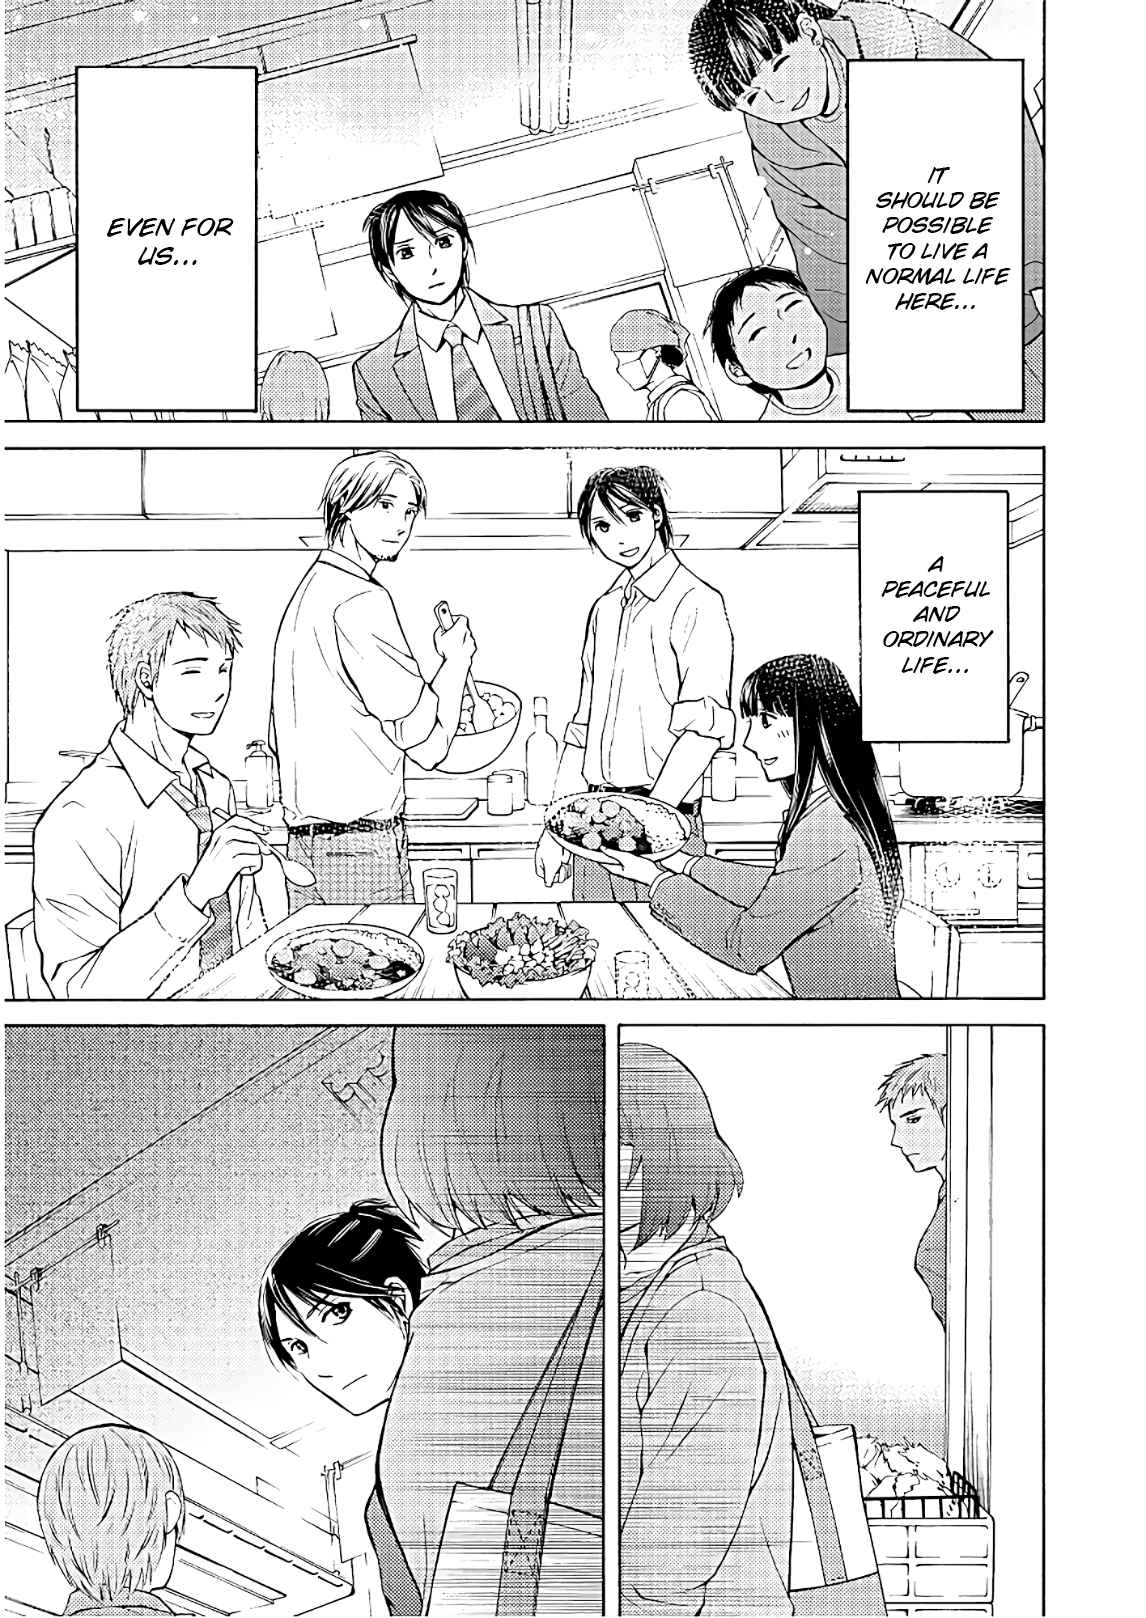 IT
SHOULD BE
POSSIBLE
TO LIVE A
NORMAL LIFE
HERE...
EVEN FOR
US...
A
PEACEFUL
AND
ORDINARY
LIFE...